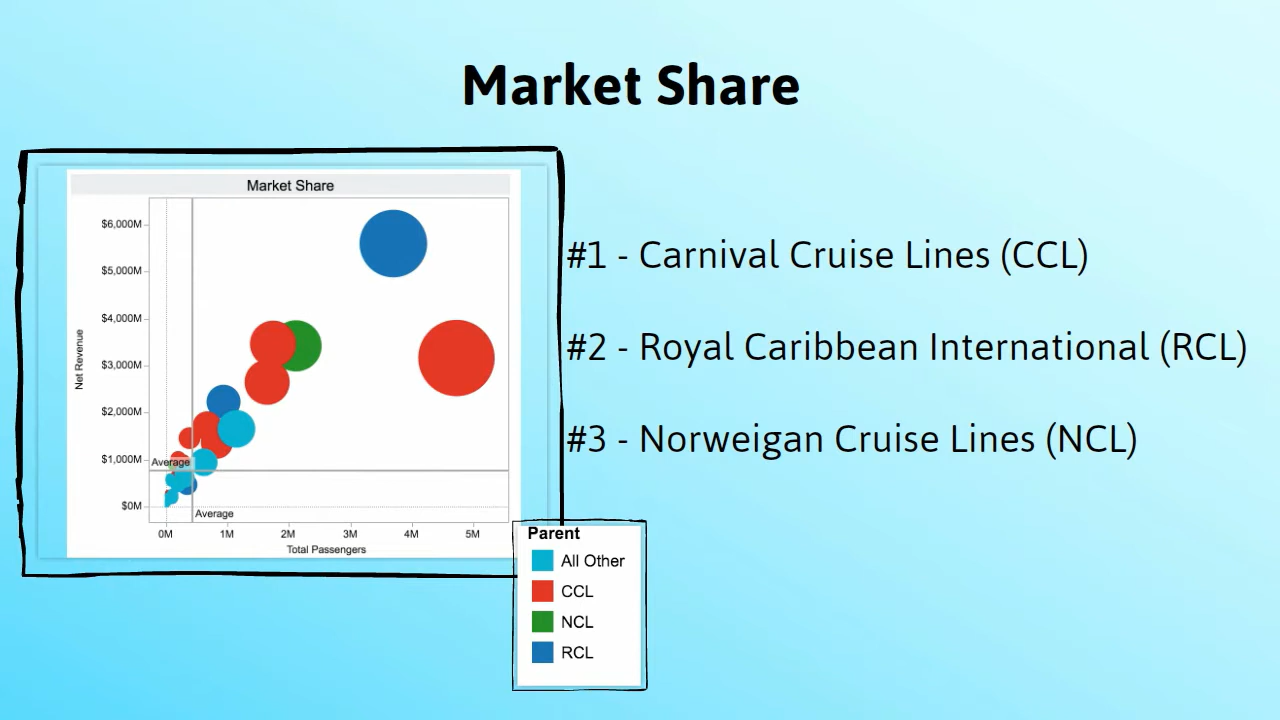 Market Share
Market Share
$6,000M
$5,000M
$4,000M
$3,000M
$2,000M
$1,000M
$0M
Net Revenue
Average
Average
0M 1M 2M 3M 4M 5M
Total Passengers
#1 - Carnival Cruise Lines (CCL)
#2 - Royal Caribbean International (RCL)
#3 - Norweigan Cruise Lines (NCL)
Parent
All Other
CCL
NCL
RCL